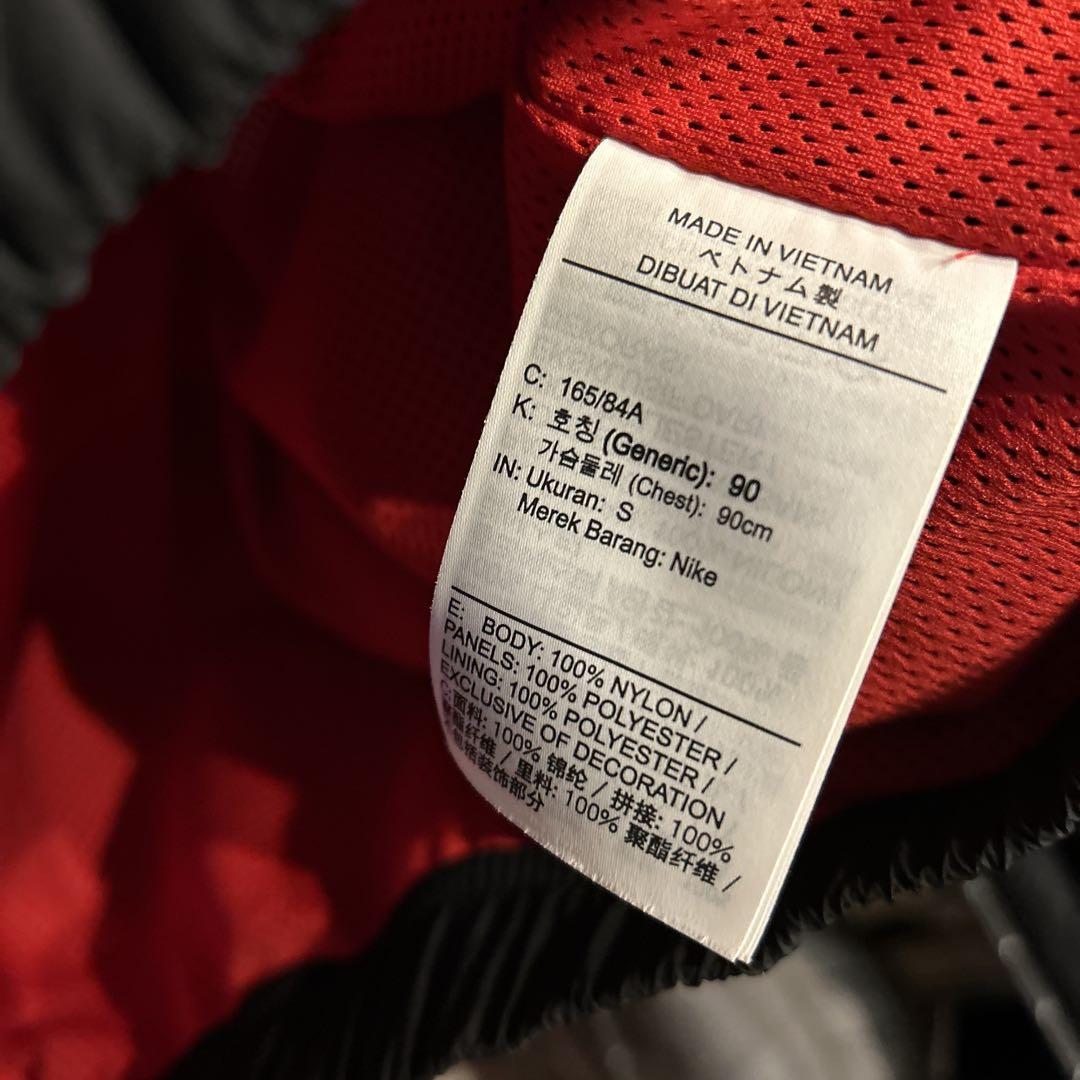 MADE IN VIETNAM
ベトナム製
DIBUAT DI VIETNAM
C: 165/84A
K: 호칭 (Generic): 90
가슴둘레 (Chest): 90cm
IN: Ukuran: S
Merek Barang: Nike
E: BODY: 100% NYLON /
PANELS: 100% POLYESTER /
LINING: 100% POLYESTER /
EXCLUSIVE OF DECORATION
C:面料: 100% 锦纶 / 拼接: 100%
聚酯纤维 / 里料: 100% 聚酯纤维 /
装饰部分